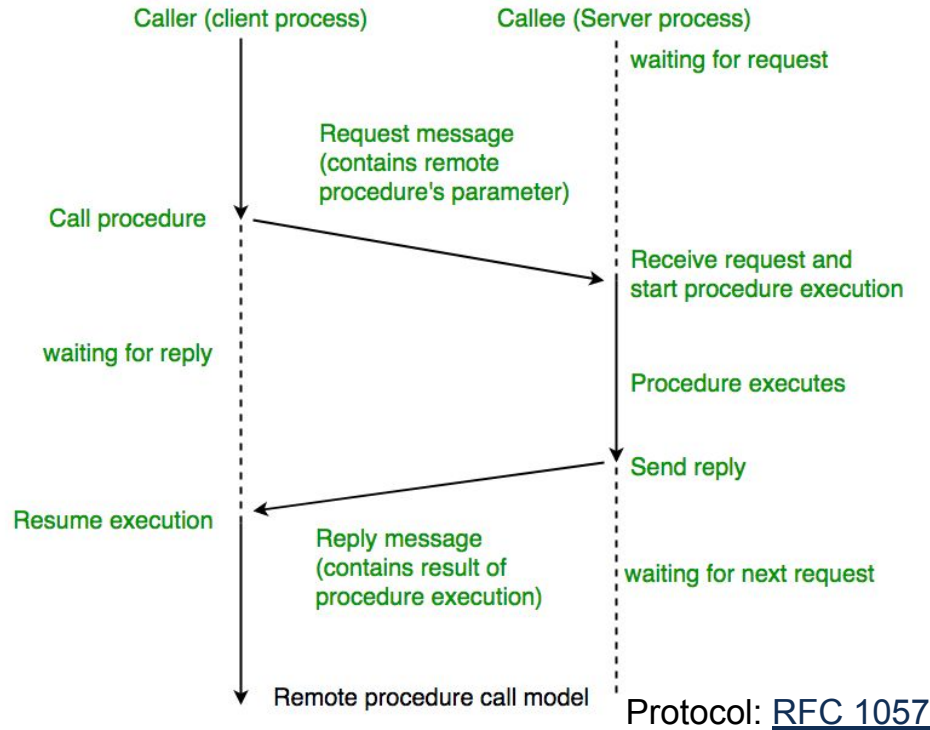 Caller (client process)
Callee (Server process)
waiting for request
Request message
(contains remote
procedure's parameter)
Call procedure
Receive request and
start procedure execution
waiting for reply
Procedure executes
Send reply
Resume execution
Reply message
(contains result of
procedure execution)
waiting for next request
Remote procedure call model
Protocol: RFC 1057